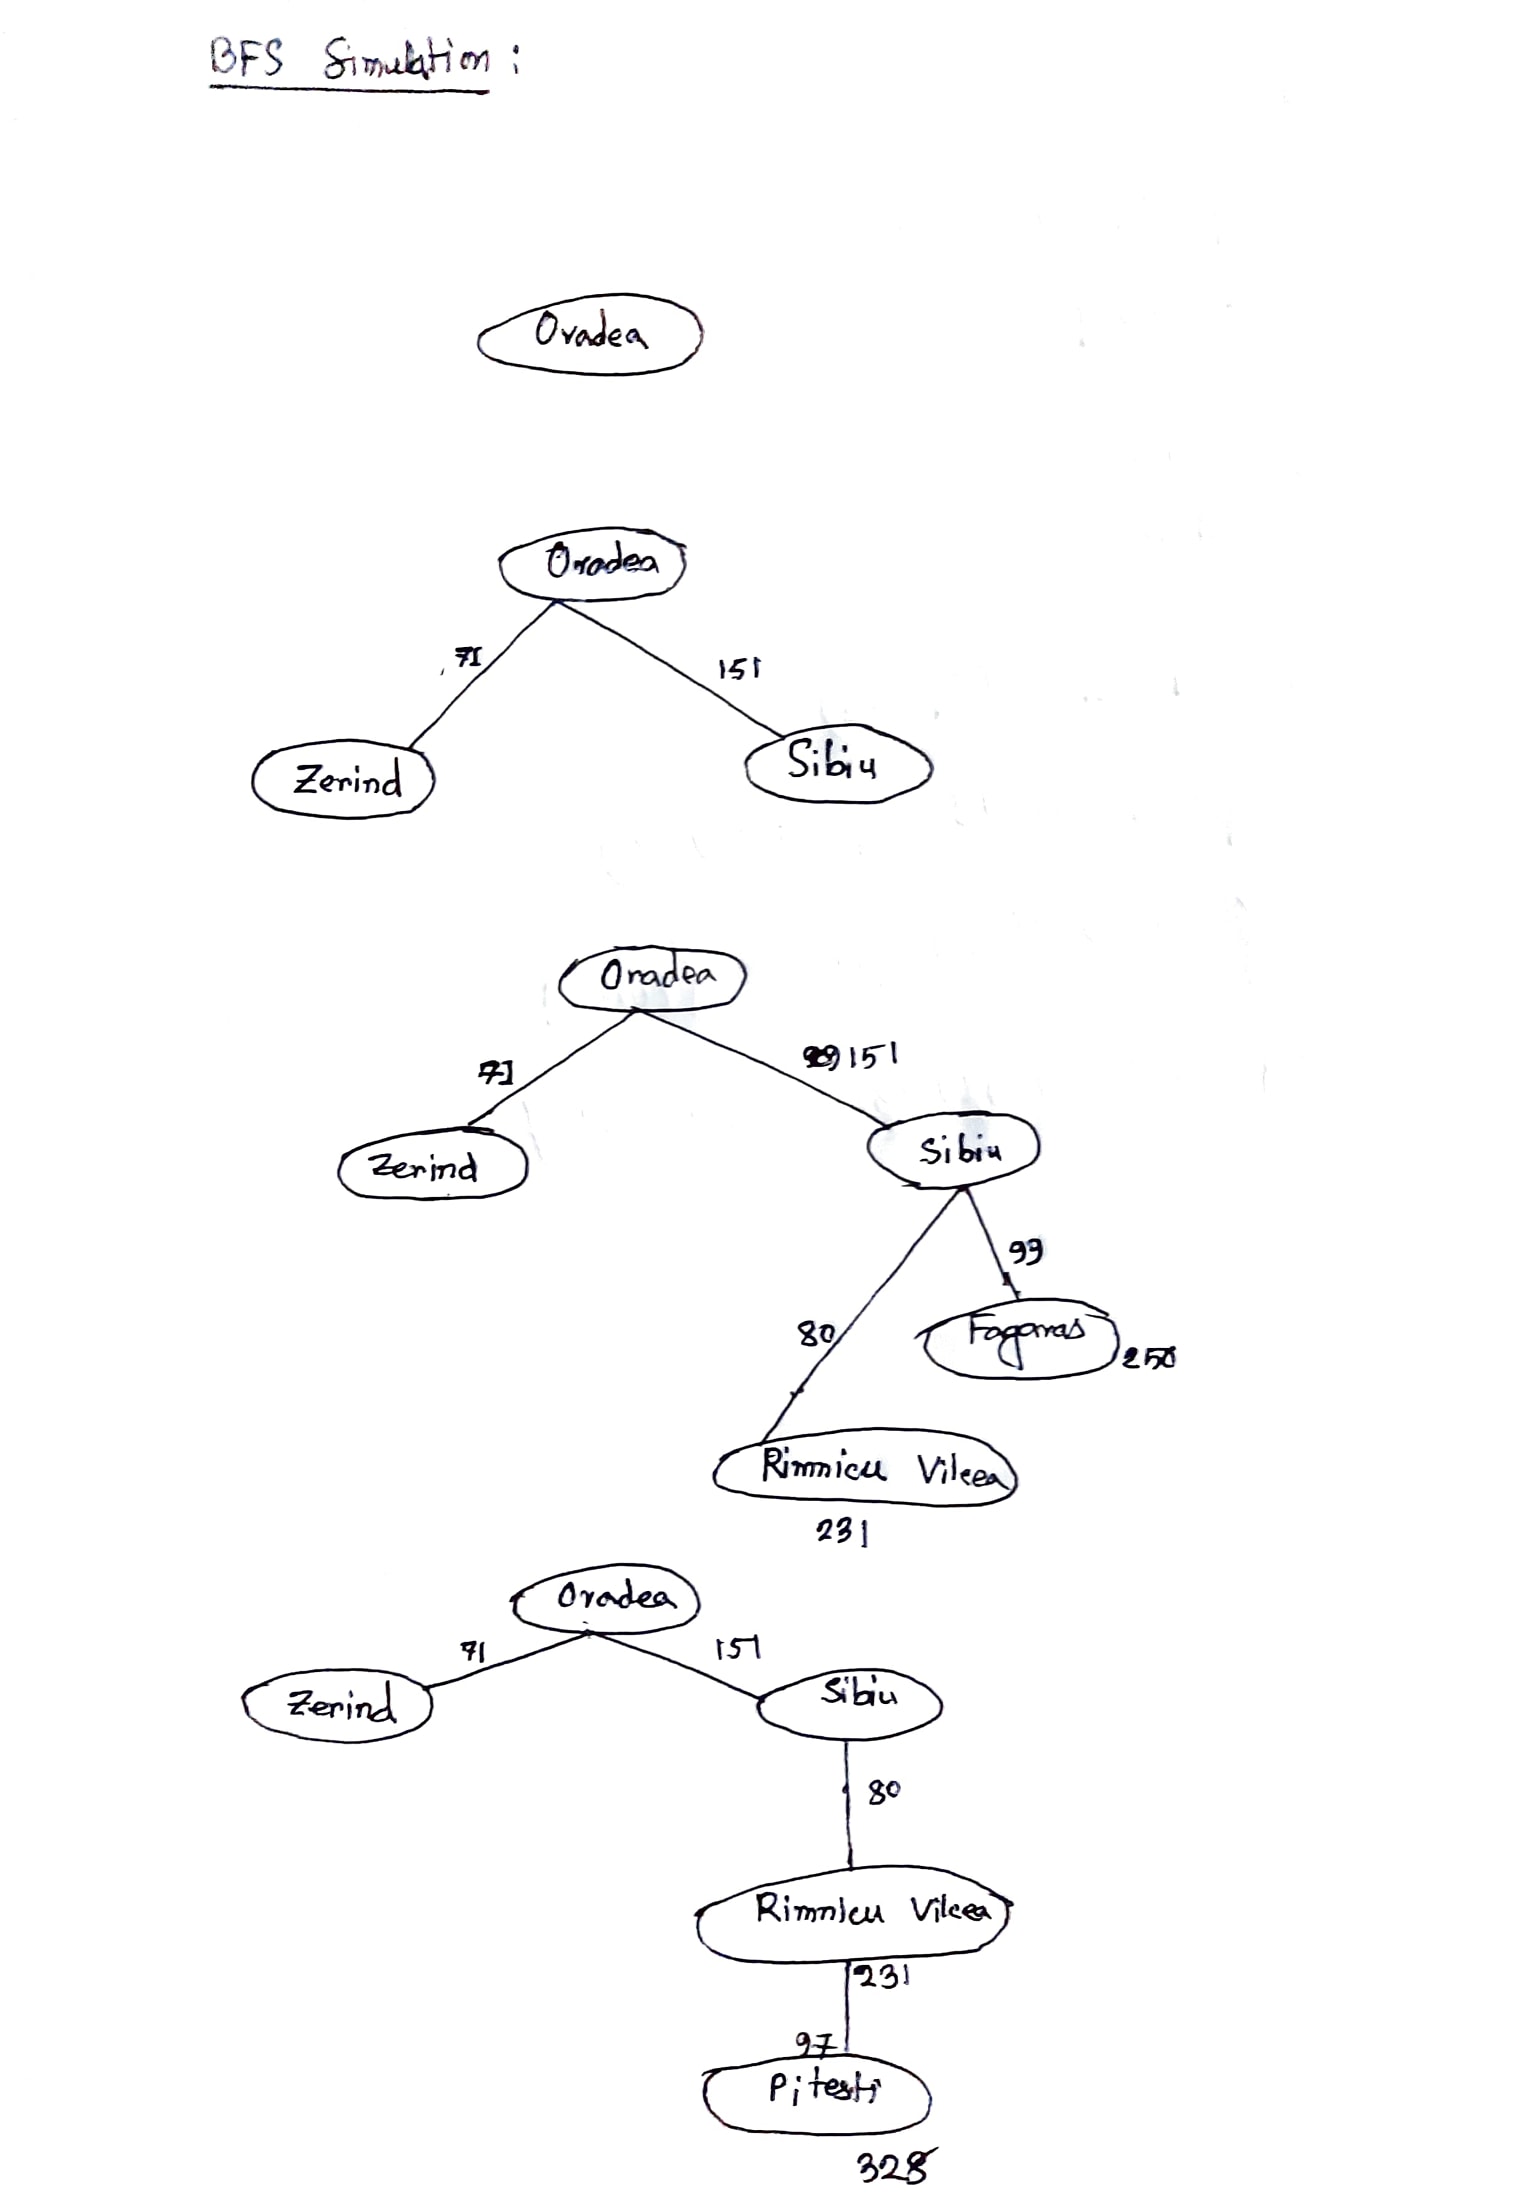 BFS Simulation :
Oradea
Oradea
71 151
Zerind Sibiu
Oradea
71 151
Zerind Sibiu
99
80 Fagaras 250
Rimnicu Vilcea
231
Oradea
71 151
Zerind Sibiu
80
Rimnicu Vilcea
231
97
Pitesti
328